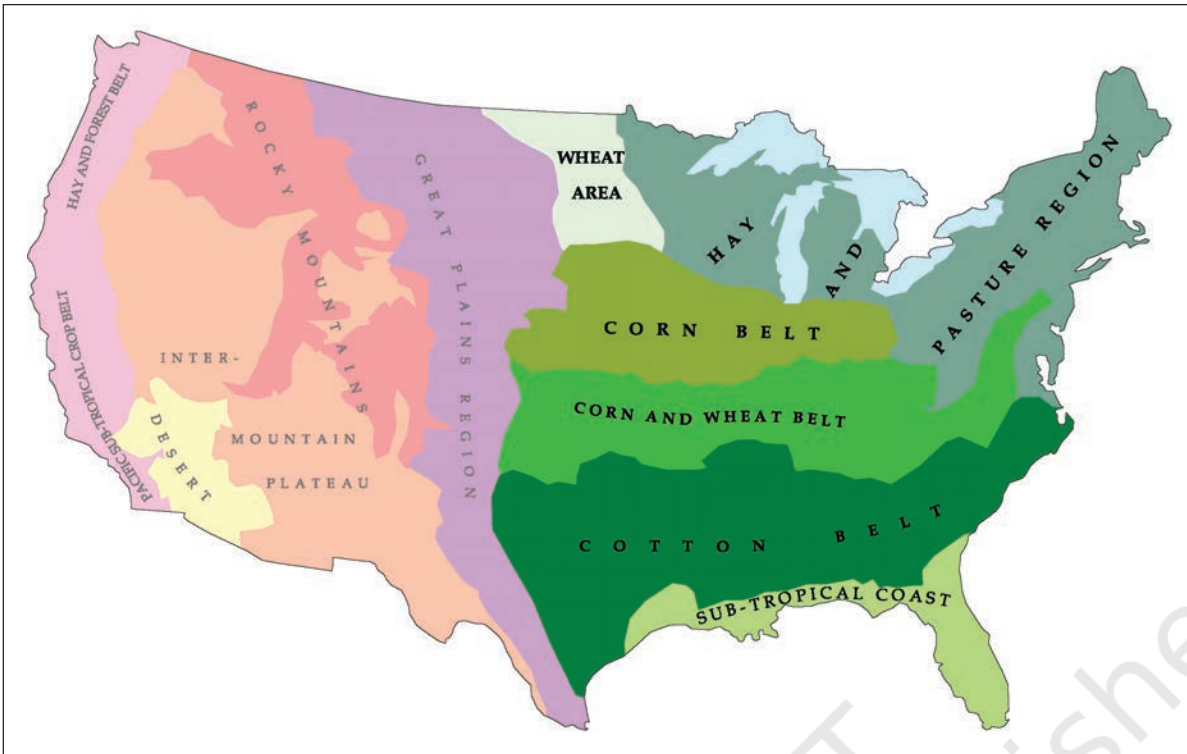 HAY AND FOREST BELT
PACIFIC SUB-TROPICAL CROP BELT
ROCKY MOUNTAINS
INTER-
MOUNTAIN
PLATEAU
DESERT
GREAT PLAINS REGION
WHEAT
AREA
HAY AND PASTURE REGION
CORN BELT
CORN AND WHEAT BELT
COTTON BELT
SUB-TROPICAL COAST